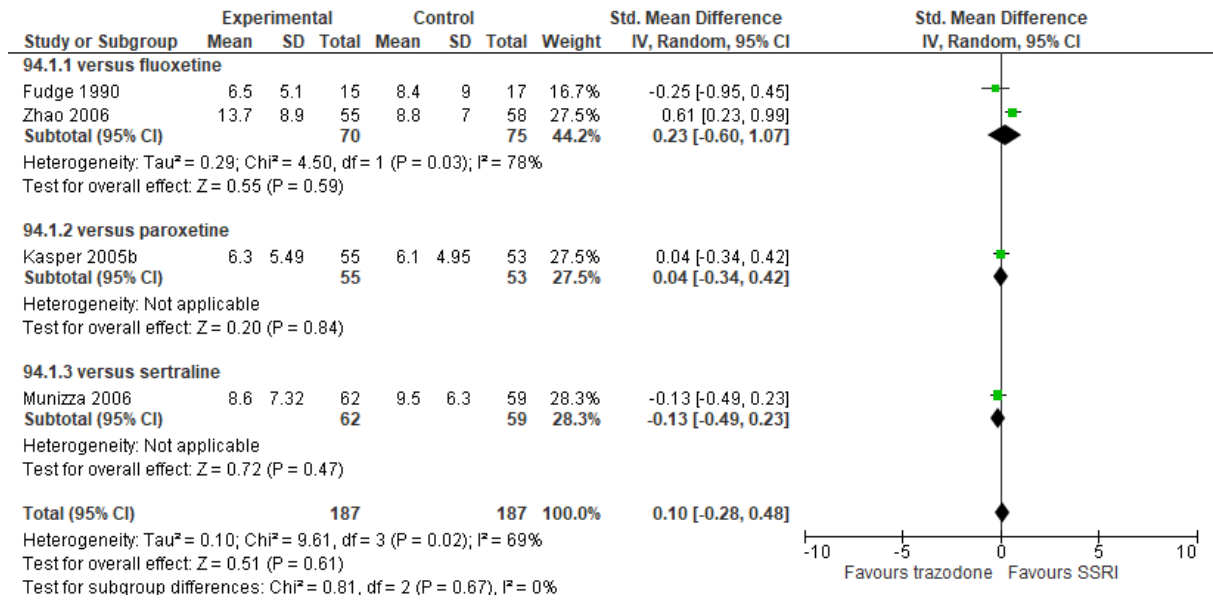 Experimental Control Std. Mean Difference Std. Mean Difference
Study or Subgroup Mean SD Total Mean SD Total Weight IV, Random, 95% CI IV, Random, 95% CI
94.1.1 versus fluoxetine
Fudge 1990 6.5 5.1 15 8.4 9 17 16.7% -0.25 [-0.95, 0.45]
Zhao 2006 13.7 8.9 55 8.8 7 58 27.5% 0.61 [0.23, 0.99]
Subtotal (95% CI) 70 75 44.2% 0.23 [-0.60, 1.07]
Heterogeneity: Tau² = 0.29; Chi² = 4.50, df = 1 (P = 0.03); I² = 78%
Test for overall effect: Z = 0.55 (P = 0.59)
94.1.2 versus paroxetine
Kasper 2005b 6.3 5.49 55 6.1 4.95 53 27.5% 0.04 [-0.34, 0.42]
Subtotal (95% CI) 55 53 27.5% 0.04 [-0.34, 0.42]
Heterogeneity: Not applicable
Test for overall effect: Z = 0.20 (P = 0.84)
94.1.3 versus sertraline
Munizza 2006 8.6 7.32 62 9.5 6.3 59 28.3% -0.13 [-0.49, 0.23]
Subtotal (95% CI) 62 59 28.3% -0.13 [-0.49, 0.23]
Heterogeneity: Not applicable
Test for overall effect: Z = 0.72 (P = 0.47)
Total (95% CI) 187 187 100.0% 0.10 [-0.28, 0.48]
Heterogeneity: Tau² = 0.10; Chi² = 9.61, df = 3 (P = 0.02); I² = 69%
Test for overall effect: Z = 0.51 (P = 0.61)
Test for subgroup differences: Chi² = 0.81, df = 2 (P = 0.67), I² = 0%
-10 -5 0 5 10
Favours trazodone Favours SSRI